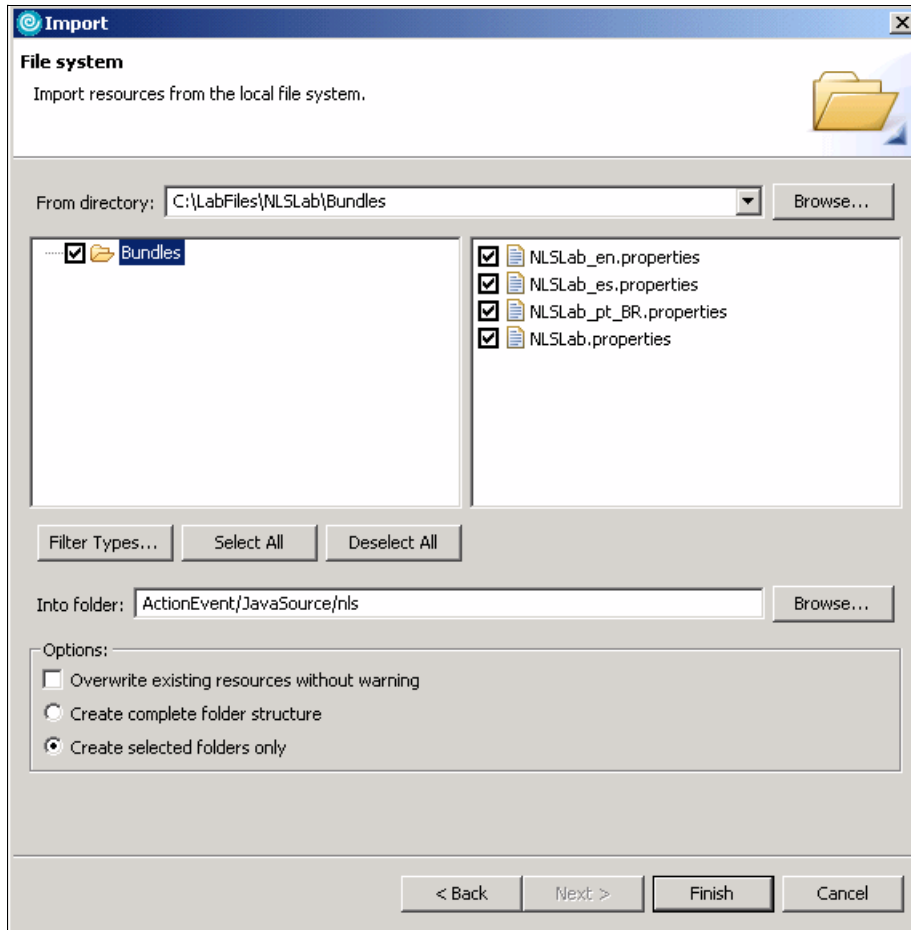 Import
File system
Import resources from the local file system.
From directory: C:\LabFiles\NLSLab\Bundles Browse...
Bundles
NLSLab_en.properties
NLSLab_es.properties
NLSLab_pt_BR.properties
NLSLab.properties
Filter Types... Select All Deselect All
Into folder: ActionEvent/JavaSource/nls Browse...
Options:
Overwrite existing resources without warning
Create complete folder structure
Create selected folders only
< Back Next > Finish Cancel